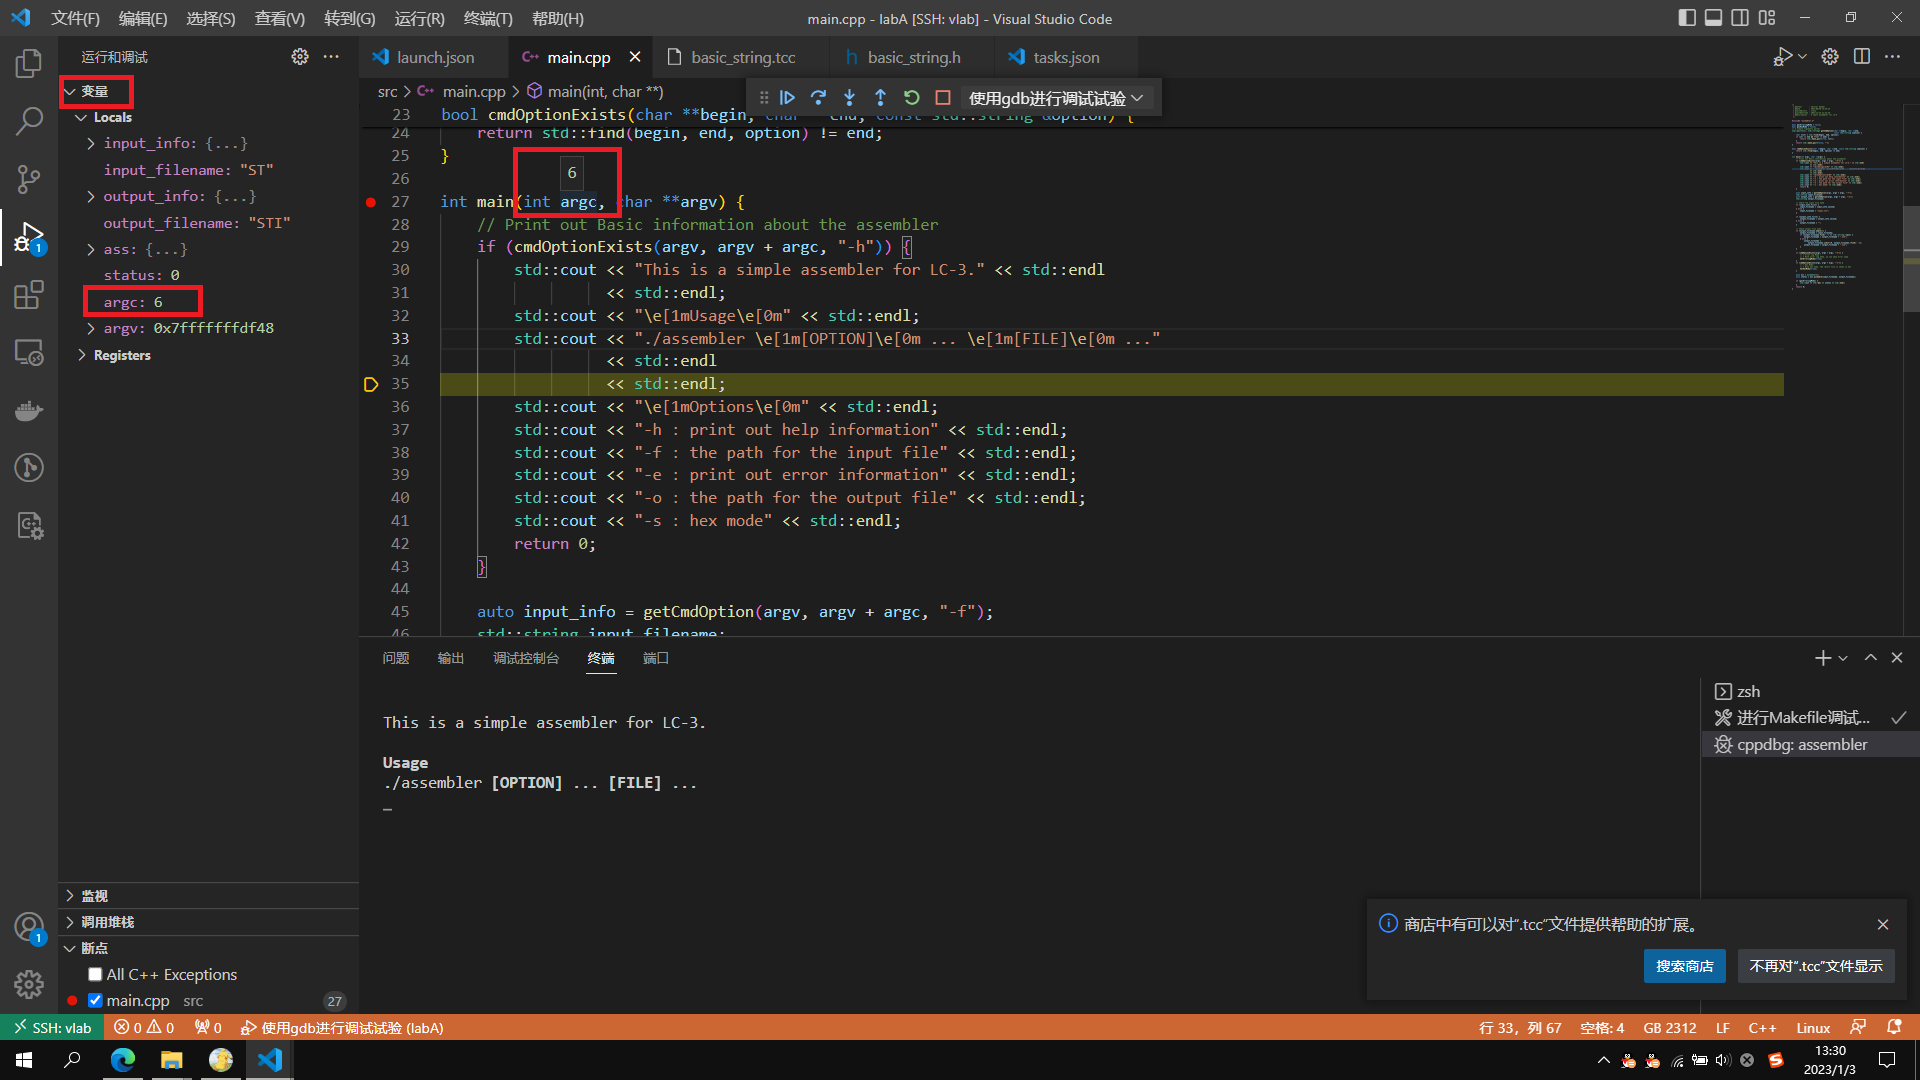 文件(F) 编辑(E) 选择(S) 查看(V) 转到(G) 运行(R) 终端(T) 帮助(H)
main.cpp - labA [SSH: vlab] - Visual Studio Code
运行和调试
变量
Locals
input_info: {...}
input_filename: "ST"
output_info: {...}
output_filename: "STI"
ass: {...}
status: 0
argc: 6
argv: 0x7fffffffdf48
Registers
监视
调用堆栈
断点
All C++ Exceptions
main.cpp src 27
launch.json
main.cpp
basic_string.tcc
basic_string.h
tasks.json
src > main.cpp > main(int, char **)
使用gdb进行调试试验
23 bool cmdOptionExists(char **begin, char **end, const std::string &option) {
24 return std::find(begin, end, option) != end;
25 }
26
6
27 int main(int argc, char **argv) {
28 // Print out Basic information about the assembler
29 if (cmdOptionExists(argv, argv + argc, "-h")) {
30 std::cout << "This is a simple assembler for LC-3." << std::endl
31 << std::endl;
32 std::cout << "\e[1mUsage\e[0m" << std::endl;
33 std::cout << "./assembler \e[1m[OPTION]\e[0m ... \e[1m[FILE]\e[0m ..."
34 << std::endl
35 << std::endl;
36 std::cout << "\e[1mOptions\e[0m" << std::endl;
37 std::cout << "-h : print out help information" << std::endl;
38 std::cout << "-f : the path for the input file" << std::endl;
39 std::cout << "-e : print out error information" << std::endl;
40 std::cout << "-o : the path for the output file" << std::endl;
41 std::cout << "-s : hex mode" << std::endl;
42 return 0;
43 }
44
45 auto input_info = getCmdOption(argv, argv + argc, "-f");
46 std::string input_filename;
问题 输出 调试控制台 终端 端口
This is a simple assembler for LC-3.
Usage
./assembler [OPTION] ... [FILE] ...
zsh
进行Makefile调试...
cppdbg: assembler
商店中有可以对“.tcc”文件提供帮助的扩展。
搜索商店
不再对“.tcc”文件显示
SSH: vlab 0 0 0 使用gdb进行调试试验 (labA)
行 33，列 67 空格: 4 GB 2312 LF C++ Linux
13:30
2023/1/3